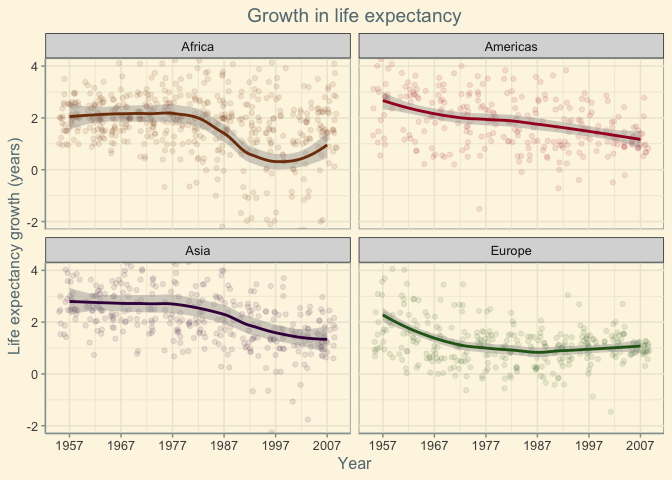 Growth in life expectancy
Africa
Americas
4
2
0
-2
Asia
Europe
4
2
0
-2
Life expectancy growth (years)
1957 1967 1977 1987 1997 2007
1957 1967 1977 1987 1997 2007
Year